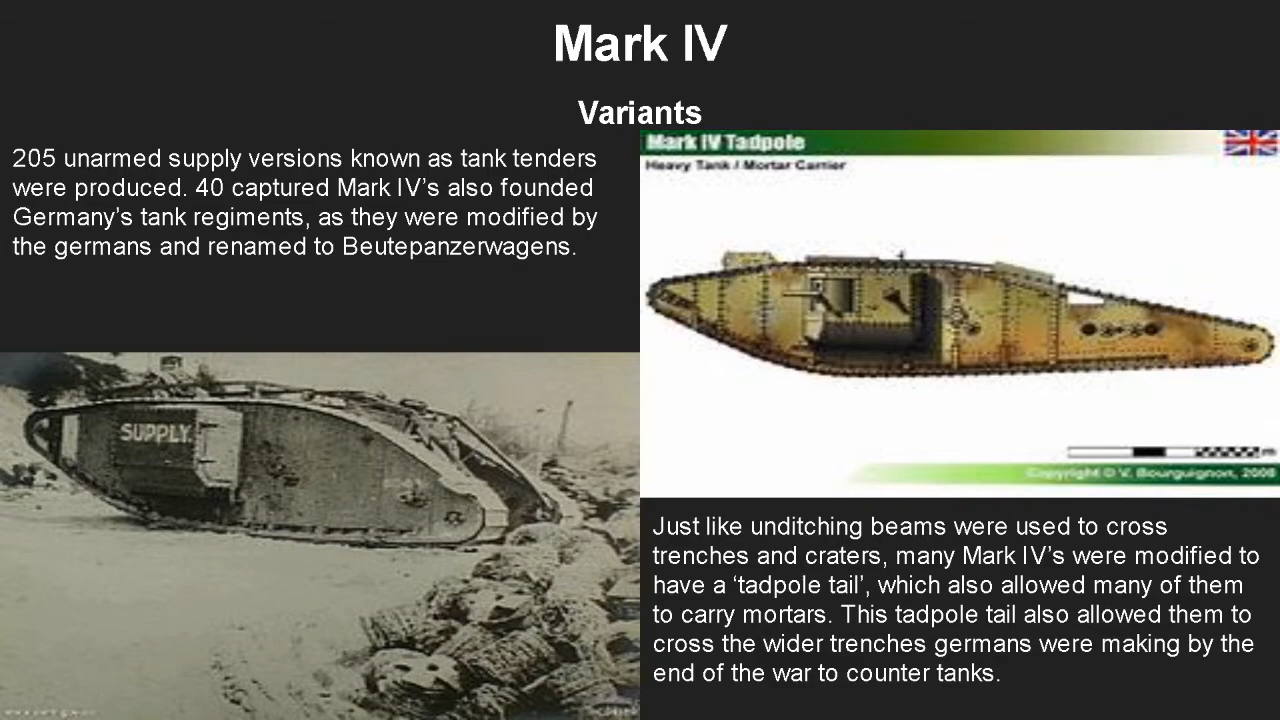 Mark IV
Variants
205 unarmed supply versions known as tank tenders
were produced. 40 captured Mark IV's also founded
Germany's tank regiments, as they were modified by
the germans and renamed to Beutepanzerwagens.
Mark IV Tadpole
Heavy Tank / Mortar Carrier
SUPPLY.
Copyright © V. Bourguignon, 2008
Just like unditching beams were used to cross
trenches and craters, many Mark IV's were modified to
have a ‘tadpole tail’, which also allowed many of them
to carry mortars. This tadpole tail also allowed them to
cross the wider trenches germans were making by the
end of the war to counter tanks.